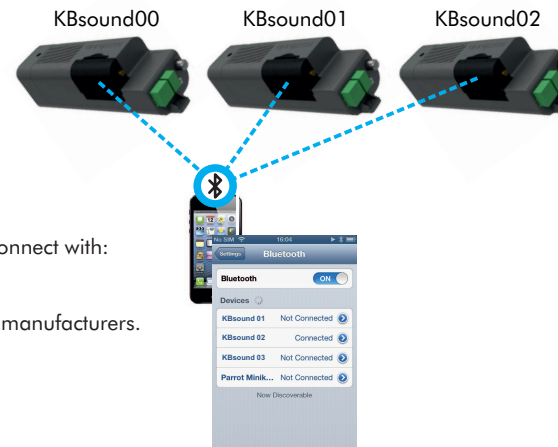 KBsound00 KBsound01 KBsound02
onnect with:
manufacturers.
No SIM 16:04
Settings Bluetooth
Bluetooth ON
Devices
KBsound 01 Not Connected
KBsound 02 Connected
KBsound 03 Not Connected
Parrot Minik... Not Connected
Now Discoverable